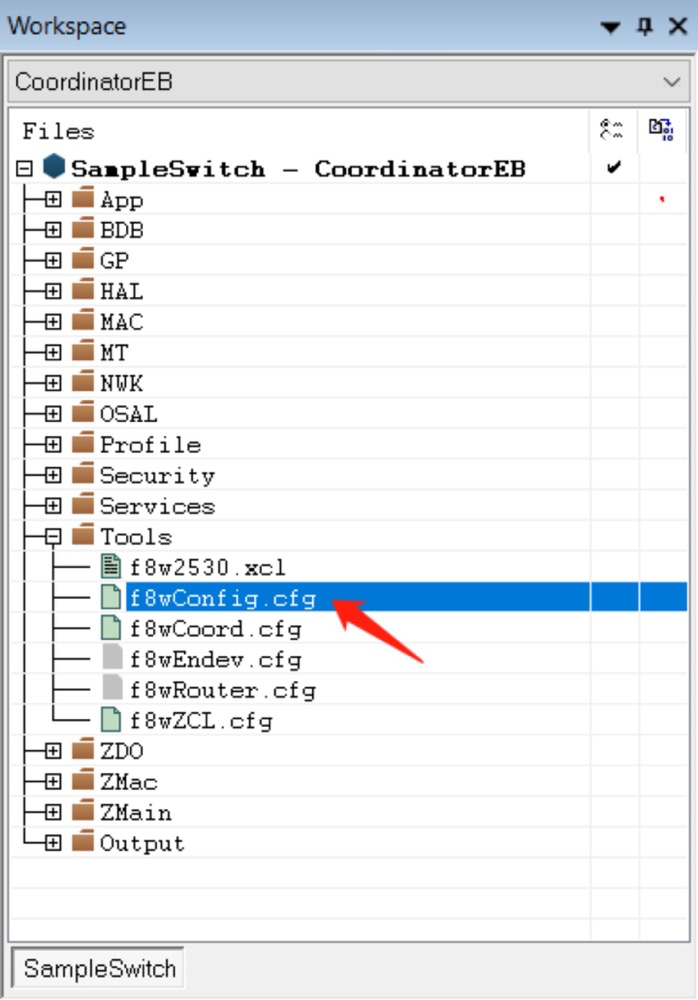 Workspace
CoordinatorEB
Files
SampleSwitch - CoordinatorEB
App
BDB
GP
HAL
MAC
MT
NWK
OSAL
Profile
Security
Services
Tools
f8w2530.xcl
f8wConfig.cfg
f8wCoord.cfg
f8wEndev.cfg
f8wRouter.cfg
f8wZCL.cfg
ZDO
ZMac
ZMain
Output
SampleSwitch